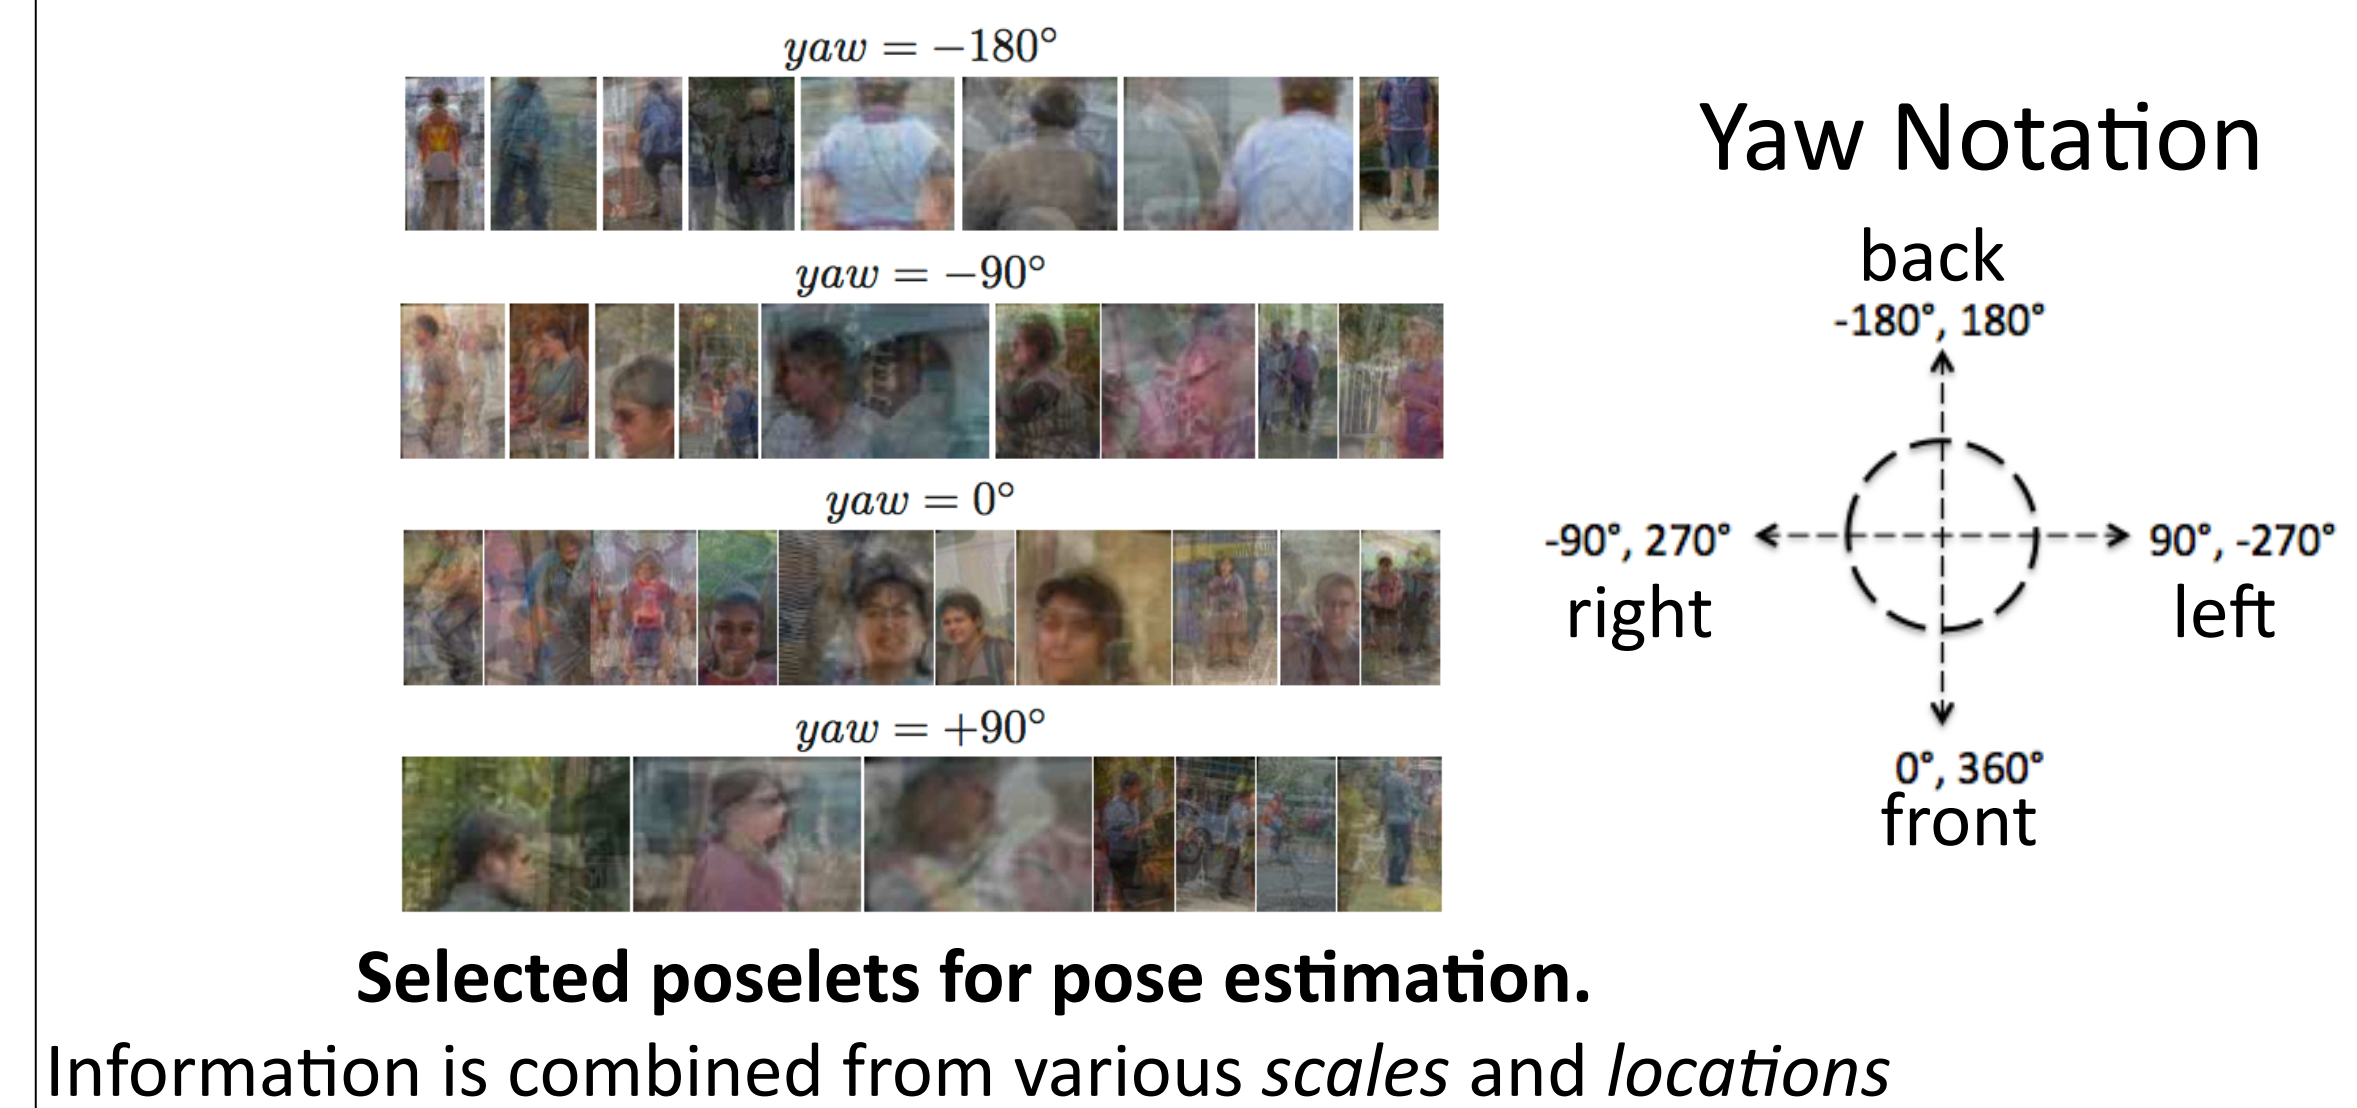 yaw = −180°
yaw = −90°
yaw = 0°
yaw = +90°
Yaw Notation
back
-180°, 180°
-90°, 270°
right
90°, -270°
left
0°, 360°
front
Selected poselets for pose estimation.
Information is combined from various scales and locations